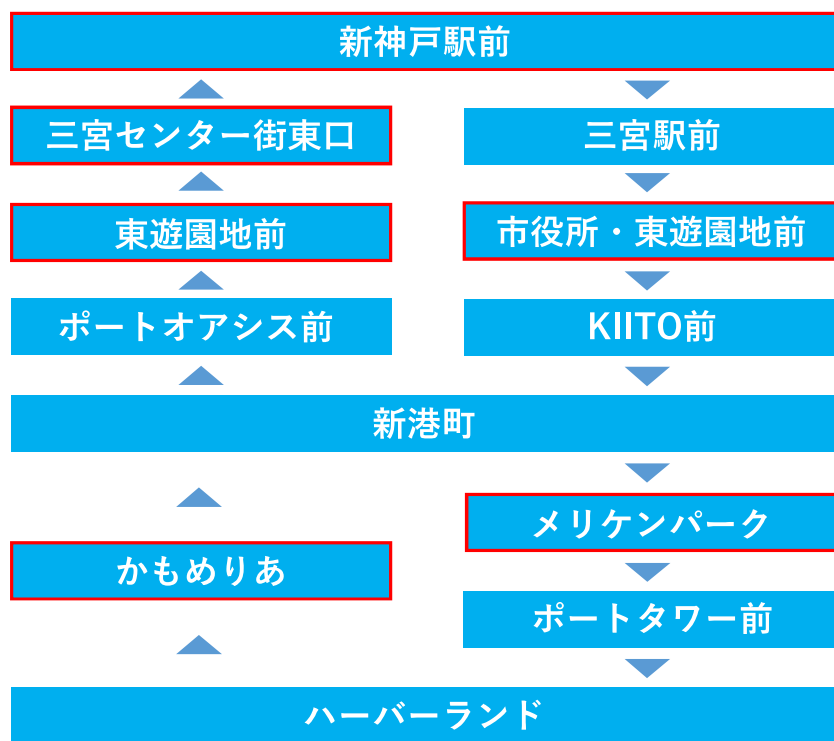 新神戸駅前
三宮センター街東口
三宮駅前
東遊園地前
市役所・東遊園地前
ポートオアシス前
KIITO前
新港町
メリケンパーク
かもめりあ
ポートタワー前
ハーバーランド